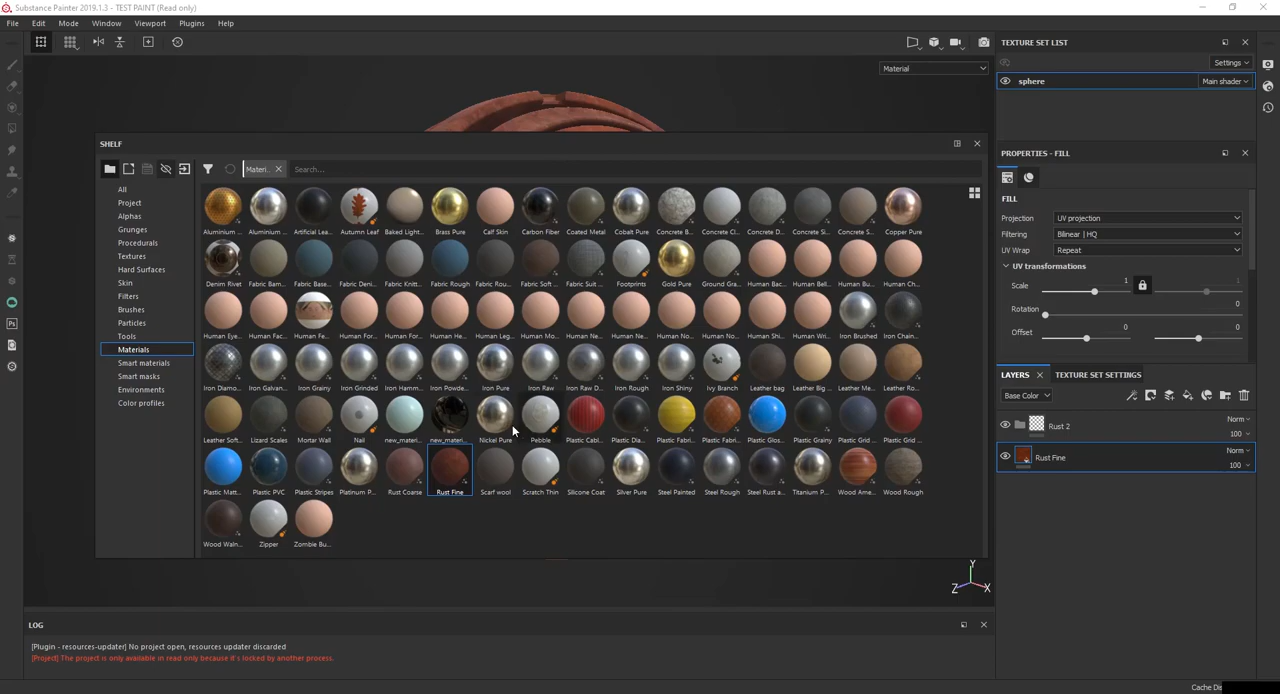 Substance Painter 2019.1.3 - TEST PAINT (Read only)
File Edit Mode Window Viewport Plugins Help
Material
SHELF
Materi... Search...
All
Project
Alphas
Grunges
Procedurals
Textures
Hard Surfaces
Skin
Filters
Brushes
Particles
Tools
Materials
Smart materials
Smart masks
Environments
Color profiles
Aluminium ... Aluminium ... Artificial Lea... Autumn Leaf Baked Light... Brass Pure Calf Skin Carbon Fiber Coated Metal Cobalt Pure Concrete B... Concrete Cl... Concrete D... Concrete Si... Concrete S... Copper Pure
Denim Rivet Fabric Barn... Fabric Base... Fabric Deni... Fabric Knitt... Fabric Rough Fabric Rou... Fabric Soft... Fabric Suit ... Footprints Gold Pure Ground Gra... Human Bac... Human Bell... Human Bu... Human Ch...
Human Eye... Human Fac... Human Fe... Human For... Human For... Human For... Human Leg... Human Mo... Human Ne... Human Ne... Human No... Human No... Human Shi... Human Wri... Iron Brushed Iron Chain...
Iron Diamo... Iron Galvan... Iron Grainy Iron Grinded Iron Hamm... Iron Powde... Iron Pure Iron Raw Iron Raw D... Iron Rough Iron Shiny Ivy Branch Leather bag Leather Big ... Leather Me... Leather Ro...
Leather Soft... Lizard Scales Mortar Wall Nail new_materi... new_materi... Nickel Pure Pebble Plastic Cabl... Plastic Dia... Plastic Fabri... Plastic Fabri... Plastic Glos... Plastic Grainy Plastic Grid ... Plastic Grid ...
Plastic Matt... Plastic PVC Plastic Stripes Platinum P... Rust Coarse Rust Fine Scarf wool Scratch Thin Silicone Coat Silver Pure Steel Painted Steel Rough Steel Rust a... Titanium P... Wood Ame... Wood Rough
Wood Waln... Zipper Zombie Bu...
Y
Z X
LOG
[Plugin - resources-updater] No project open, resources updater discarded
[Project] The project is only available in read only because it's locked by another process.
TEXTURE SET LIST
Settings
sphere Main shader
PROPERTIES - FILL
FILL
Projection UV projection
Filtering Bilinear | HQ
UV Wrap Repeat
UV transformations
Scale 1 1
Rotation 0
Offset 0 0
LAYERS TEXTURE SET SETTINGS
Base Color
Rust 2 Norm
100
Rust Fine Norm
100
Ps
Cache Dis